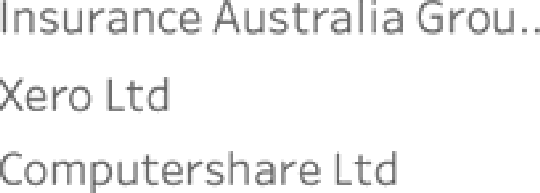 Insurance Australia Grou..
Xero Ltd
Computershare Ltd